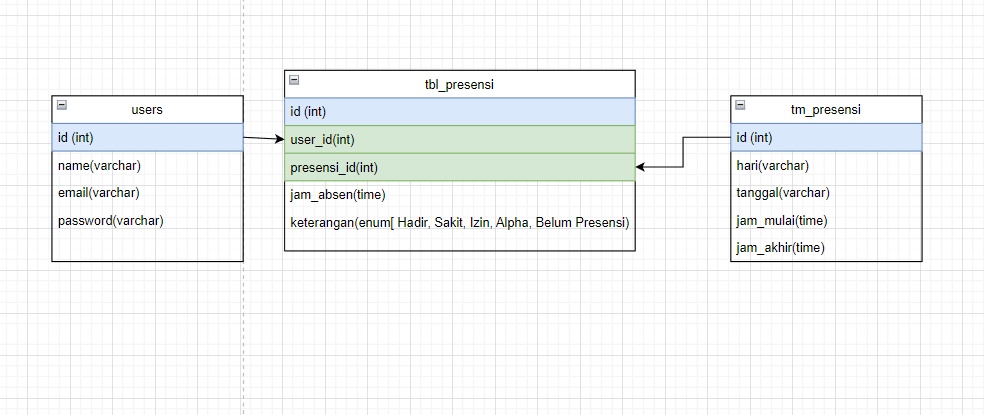 users
id (int)
name(varchar)
email(varchar)
password(varchar)
tbl_presensi
id (int)
user_id(int)
presensi_id(int)
jam_absen(time)
keterangan(enum[ Hadir, Sakit, Izin, Alpha, Belum Presensi)
tm_presensi
id (int)
hari(varchar)
tanggal(varchar)
jam_mulai(time)
jam_akhir(time)